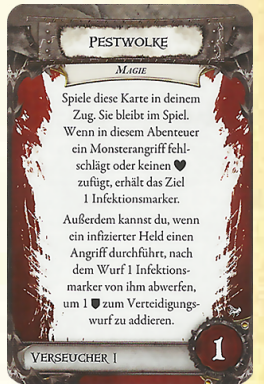 PESTWOLKE
MAGIE
Spiele diese Karte in deinem
Zug. Sie bleibt im Spiel.
Wenn in diesem Abenteuer
ein Monsterangriff fehl-
schlägt oder keinen ♥
zufügt, erhält das Ziel
1 Infektionsmarker.
Außerdem kannst du, wenn
ein infizierter Held einen
Angriff durchführt, nach
dem Wurf 1 Infektions-
marker von ihm abwerfen,
um 1 zum Verteidigungs-
wurf zu addieren.
VERSEUCHER I
1